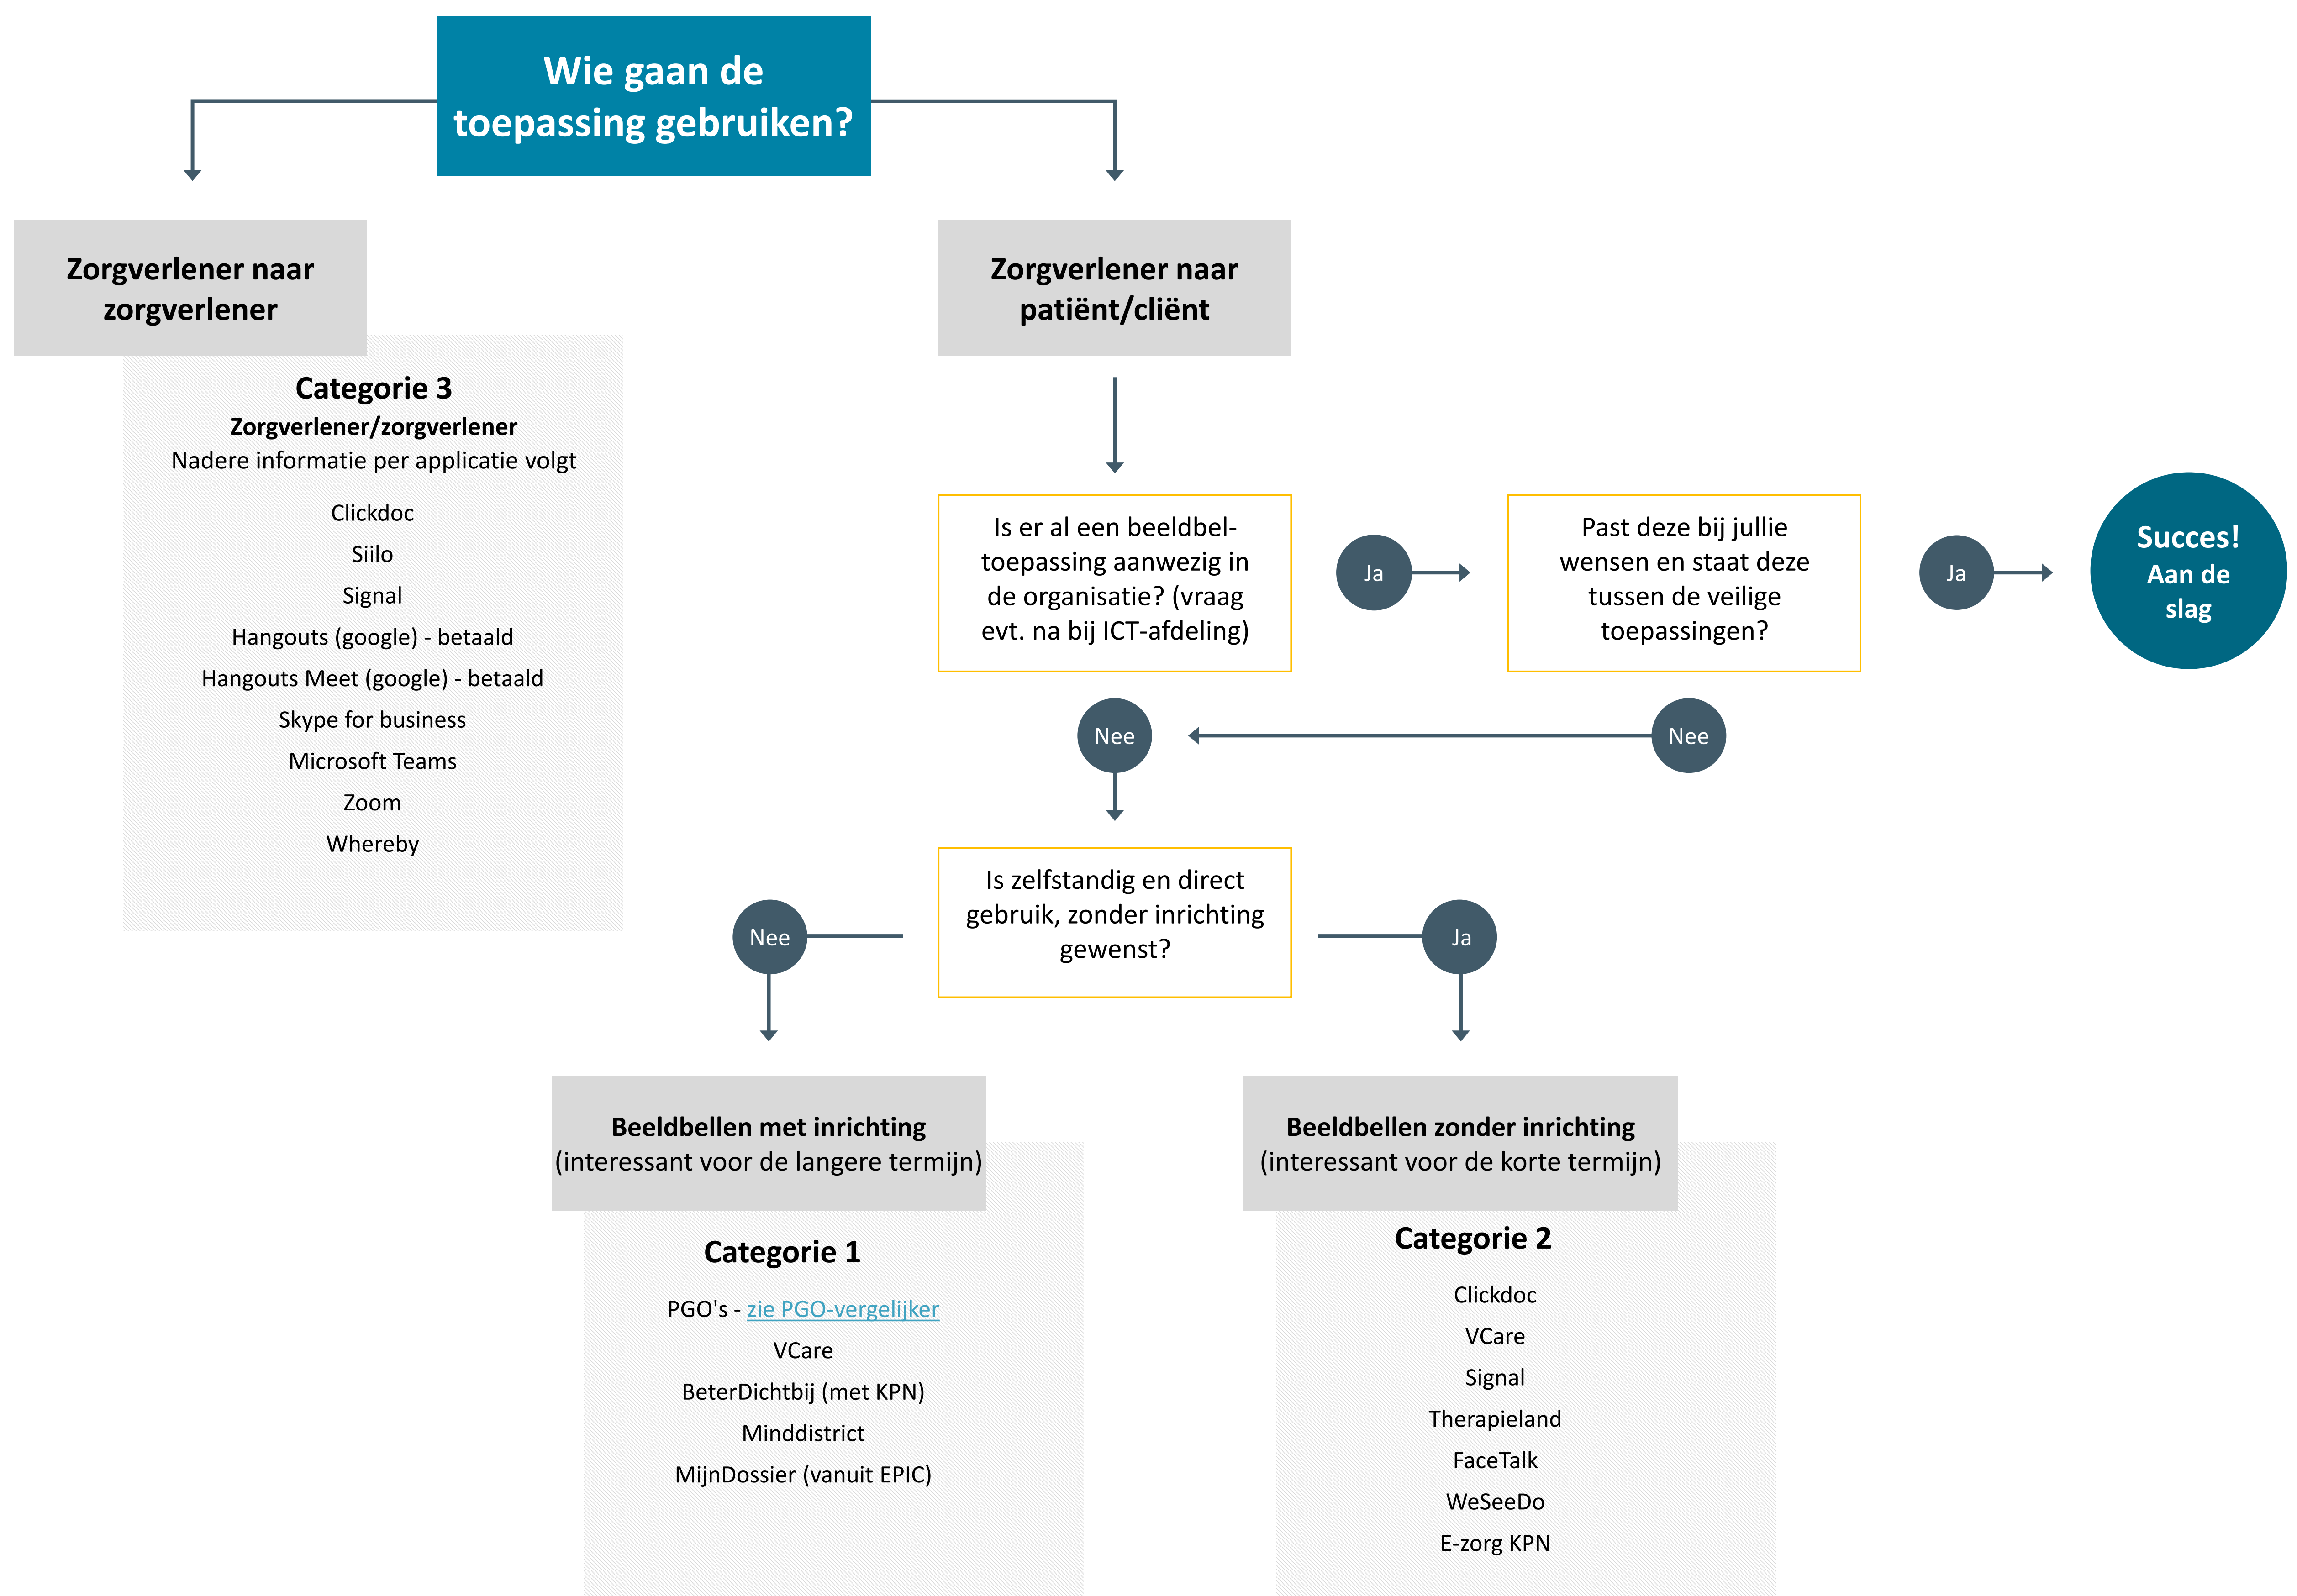 Wie gaan de
toepassing gebruiken?
Zorgverlener naar
zorgverlener
Zorgverlener naar
patiënt/cliënt
Categorie 3
Zorgverlener/zorgverlener
Nadere informatie per applicatie volgt
Clickdoc
Siilo
Signal
Hangouts (google) - betaald
Hangouts Meet (google) - betaald
Skype for business
Microsoft Teams
Zoom
Whereby
Is er al een beeldbel-
toepassing aanwezig in
de organisatie? (vraag
evt. na bij ICT-afdeling)
Ja
Past deze bij jullie
wensen en staat deze
tussen de veilige
toepassingen?
Ja
Succes!
Aan de
slag
Nee
Nee
Is zelfstandig en direct
gebruik, zonder inrichting
gewenst?
Nee
Ja
Beeldbellen met inrichting
(interessant voor de langere termijn)
Categorie 1
PGO's - zie PGO-vergelijker
VCare
BeterDichtbij (met KPN)
Minddistrict
MijnDossier (vanuit EPIC)
Beeldbellen zonder inrichting
(interessant voor de korte termijn)
Categorie 2
Clickdoc
VCare
Signal
Therapieland
FaceTalk
WeSeeDo
E-zorg KPN